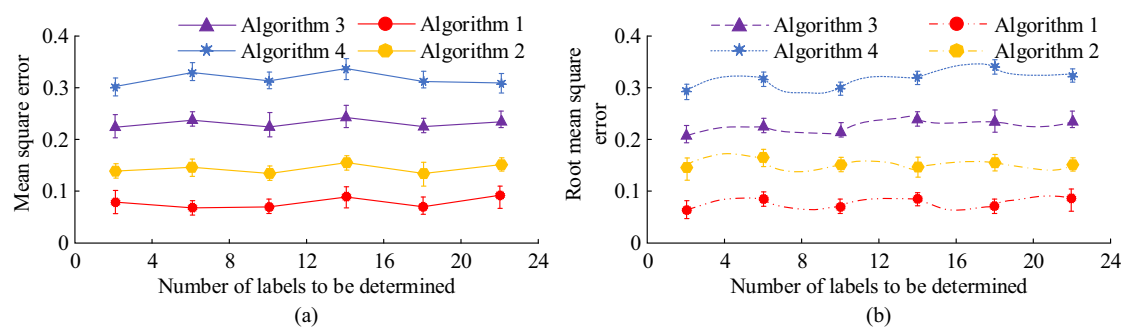 Algorithm 3 Algorithm 1
Algorithm 4 Algorithm 2
Mean square error
0.4
0.3
0.2
0.1
0
4 8 12 16 20 24
Number of labels to be determined
(a)
Algorithm 3 Algorithm 1
Algorithm 4 Algorithm 2
Root mean square
error
0.4
0.3
0.2
0.1
0
0 4 8 12 16 20 24
Number of labels to be determined
(b)